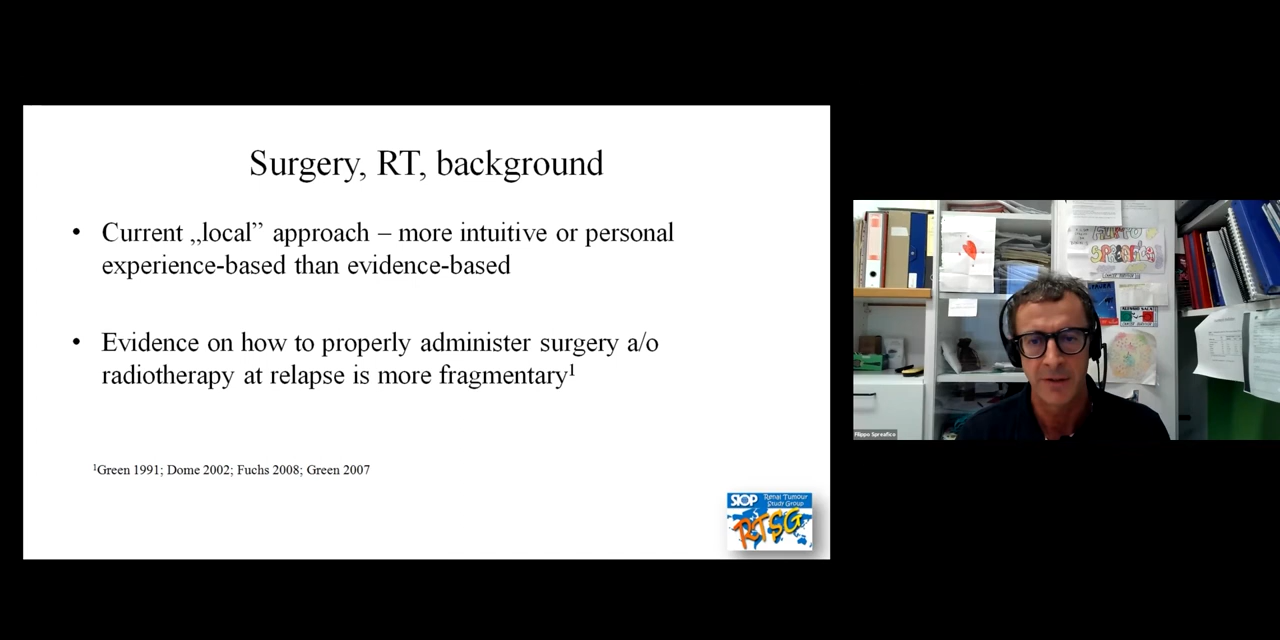 Surgery, RT, background
• Current „local” approach – more intuitive or personal
experience-based than evidence-based
• Evidence on how to properly administer surgery a/o
radiotherapy at relapse is more fragmentary¹
¹Green 1991; Dome 2002; Fuchs 2008; Green 2007
SIOP Renal Tumour
Study Group
RTSG
FILIPPO
SPREAFICO
Filippo Spreafico